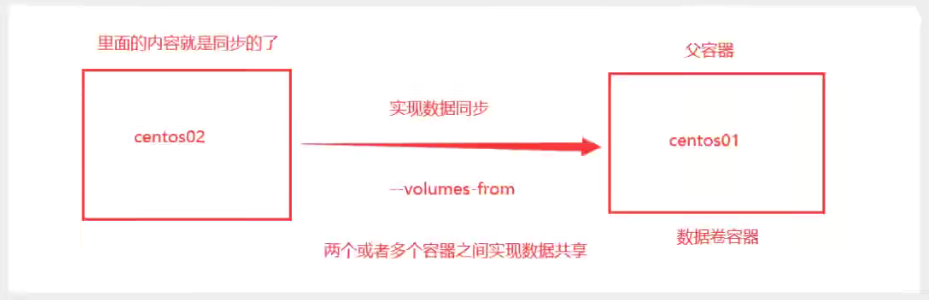 里面的内容就是同步的了
父容器
实现数据同步
centos02
centos01
--volumes-from
数据卷容器
两个或者多个容器之间实现数据共享